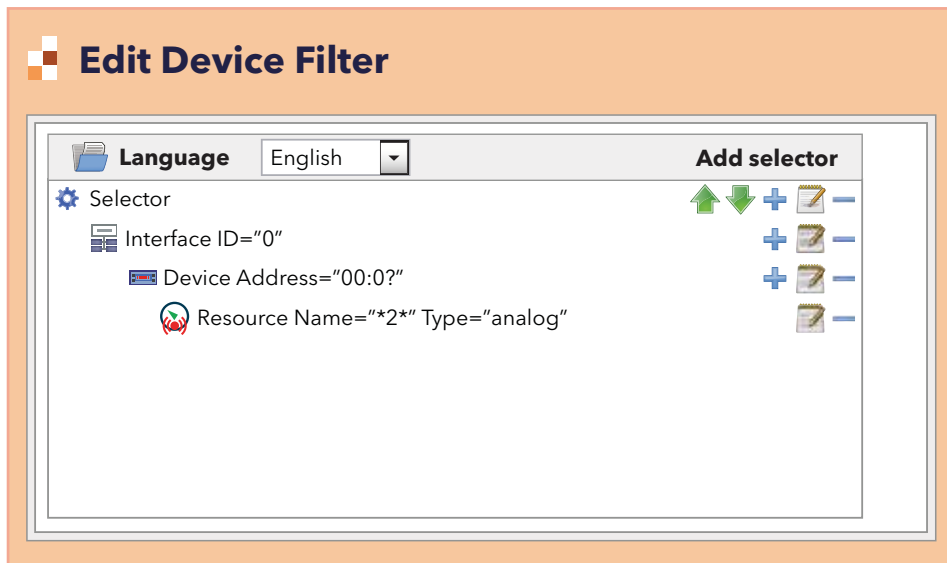 Edit Device Filter
Language English Add selector
Selector
Interface ID=”0”
Device Address=”00:0?”
Resource Name=”*2*” Type=”analog”